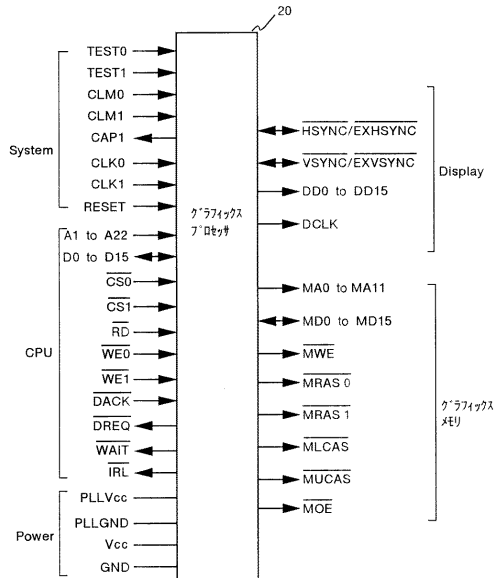 20
System
TEST0
TEST1
CLM0
CLM1
CAP1
CLK0
CLK1
RESET
CPU
A1 to A22
D0 to D15
CS0
CS1
RD
WE0
WE1
DACK
DREQ
WAIT
IRL
Power
PLLVcc
PLLGND
Vcc
GND
グラフィックス
プロセッサ
HSYNC/EXHSYNC
VSYNC/EXVSYNC
DD0 to DD15
DCLK
Display
MA0 to MA11
MD0 to MD15
MWE
MRAS 0
MRAS 1
MLCAS
MUCAS
MOE
グラフィックス
メモリ